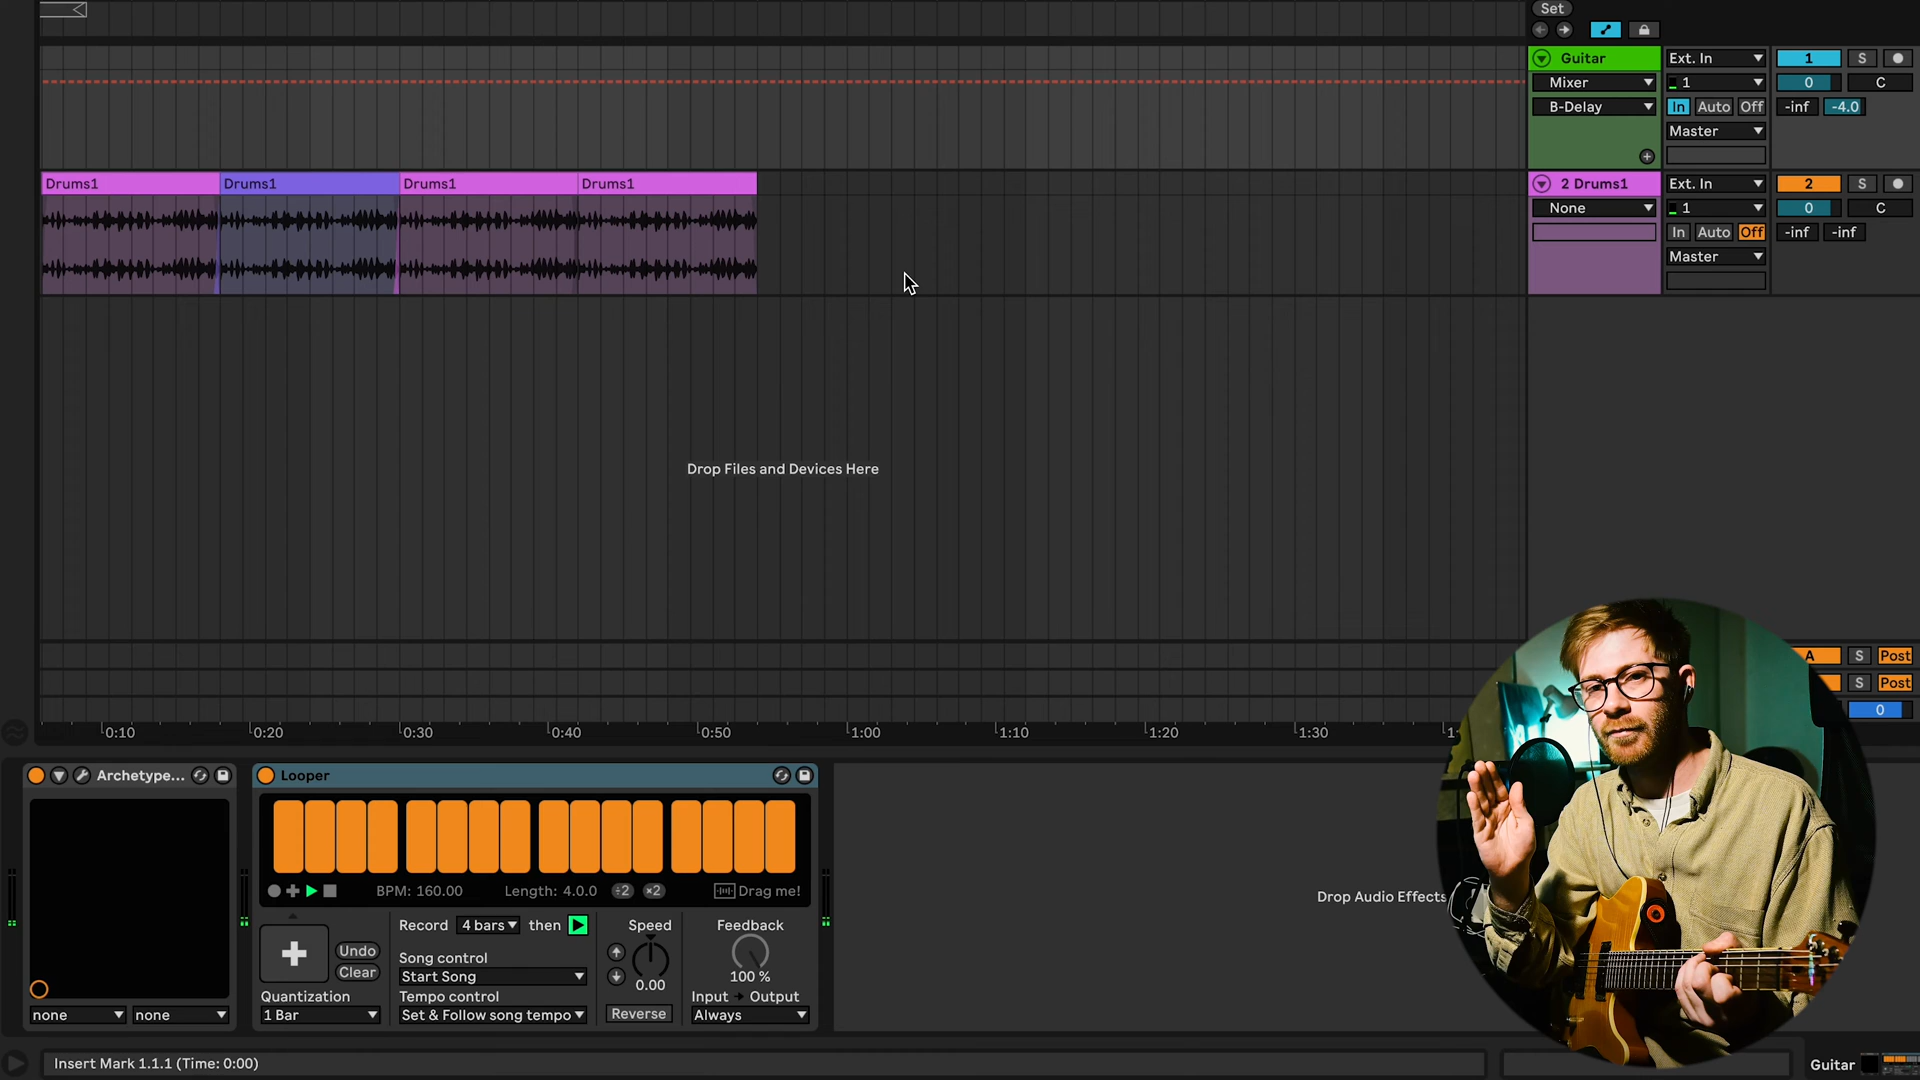 Set
Guitar
Ext. In
1
S
Mixer
1
0
C
B-Delay
In
Auto
Off
-inf
-4.0
Master
Drums1
Drums1
Drums1
Drums1
2 Drums1
Ext. In
2
S
None
1
0
C
In
Auto
Off
-inf
-inf
Master
Drop Files and Devices Here
A
S
Post
S
Post
0
0:10
0:20
0:30
0:40
0:50
1:00
1:10
1:20
1:30
Archetype...
Looper
BPM: 160.00
Length: 4.0.0
÷2
×2
Drag me!
Drop Audio Effects
Record
4 bars
then
Speed
Feedback
Undo
Clear
Song control
Start Song
0.00
100 %
Quantization
Tempo control
Input
Output
none
none
1 Bar
Set & Follow song tempo
Reverse
Always
Insert Mark 1.1.1 (Time: 0:00)
Guitar